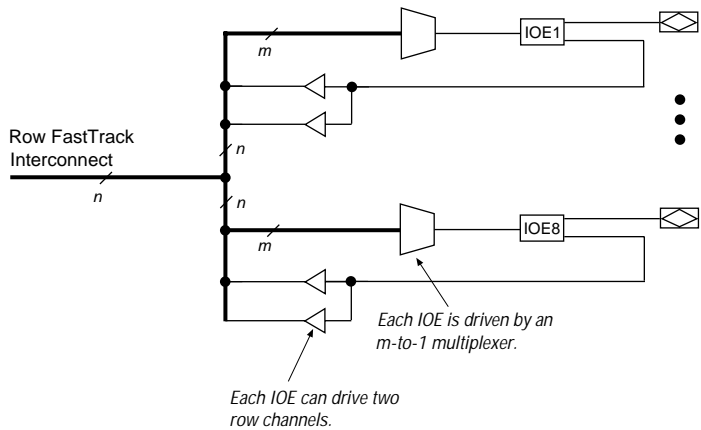 m
IOE1
n
Row FastTrack
Interconnect
n
n
m
IOE8
Each IOE is driven by an
m-to-1 multiplexer.
Each IOE can drive two
row channels.